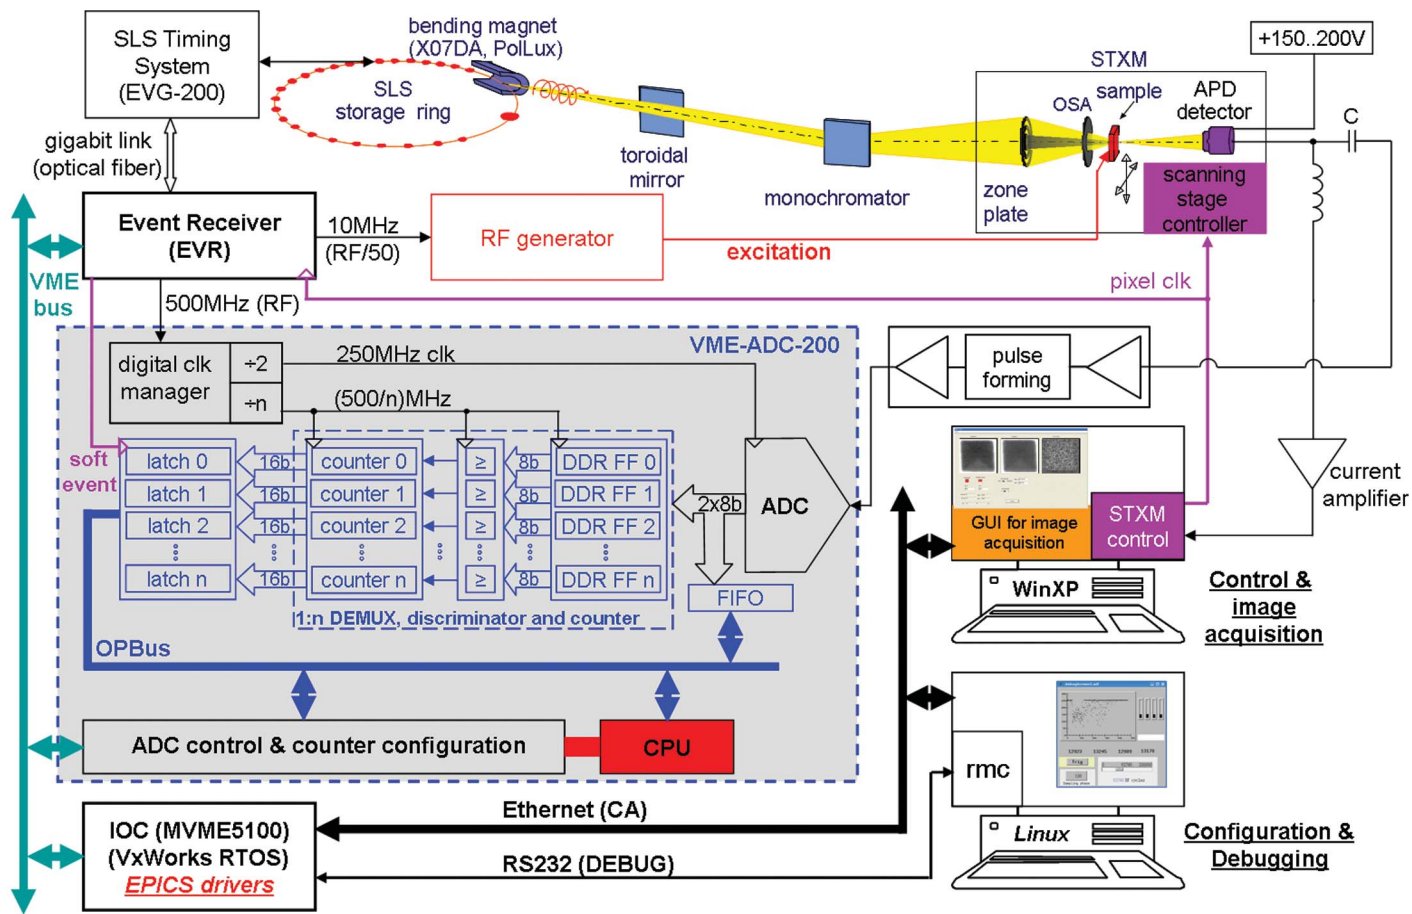 SLS Timing
System
(EVG-200)
bending magnet
(X07DA, PolLux)
SLS
storage ring
gigabit link
(optical fiber)
toroidal
mirror
monochromator
STXM
OSA
sample
APD
detector
zone
plate
scanning
stage
controller
+150..200V
C
Event Receiver
(EVR)
10MHz
(RF/50)
RF generator
excitation
pixel clk
VME
bus
500MHz (RF)
VME-ADC-200
digital clk
manager
÷2
÷n
250MHz clk
(500/n)MHz
pulse
forming
soft
event
latch 0
16b
counter 0
≥
8b
DDR FF 0
latch 1
16b
counter 1
≥
8b
DDR FF 1
latch 2
16b
counter 2
≥
8b
DDR FF 2
latch n
16b
counter n
≥
8b
DDR FF n
2x8b
ADC
FIFO
1:n DEMUX, discriminator and counter
OPBus
ADC control & counter configuration
CPU
current
amplifier
GUI for image
acquisition
STXM
control
WinXP
Control &
image
acquisition
rmc
Linux
Configuration &
Debugging
Ethernet (CA)
RS232 (DEBUG)
IOC (MVME5100)
(VxWorks RTOS)
EPICS drivers